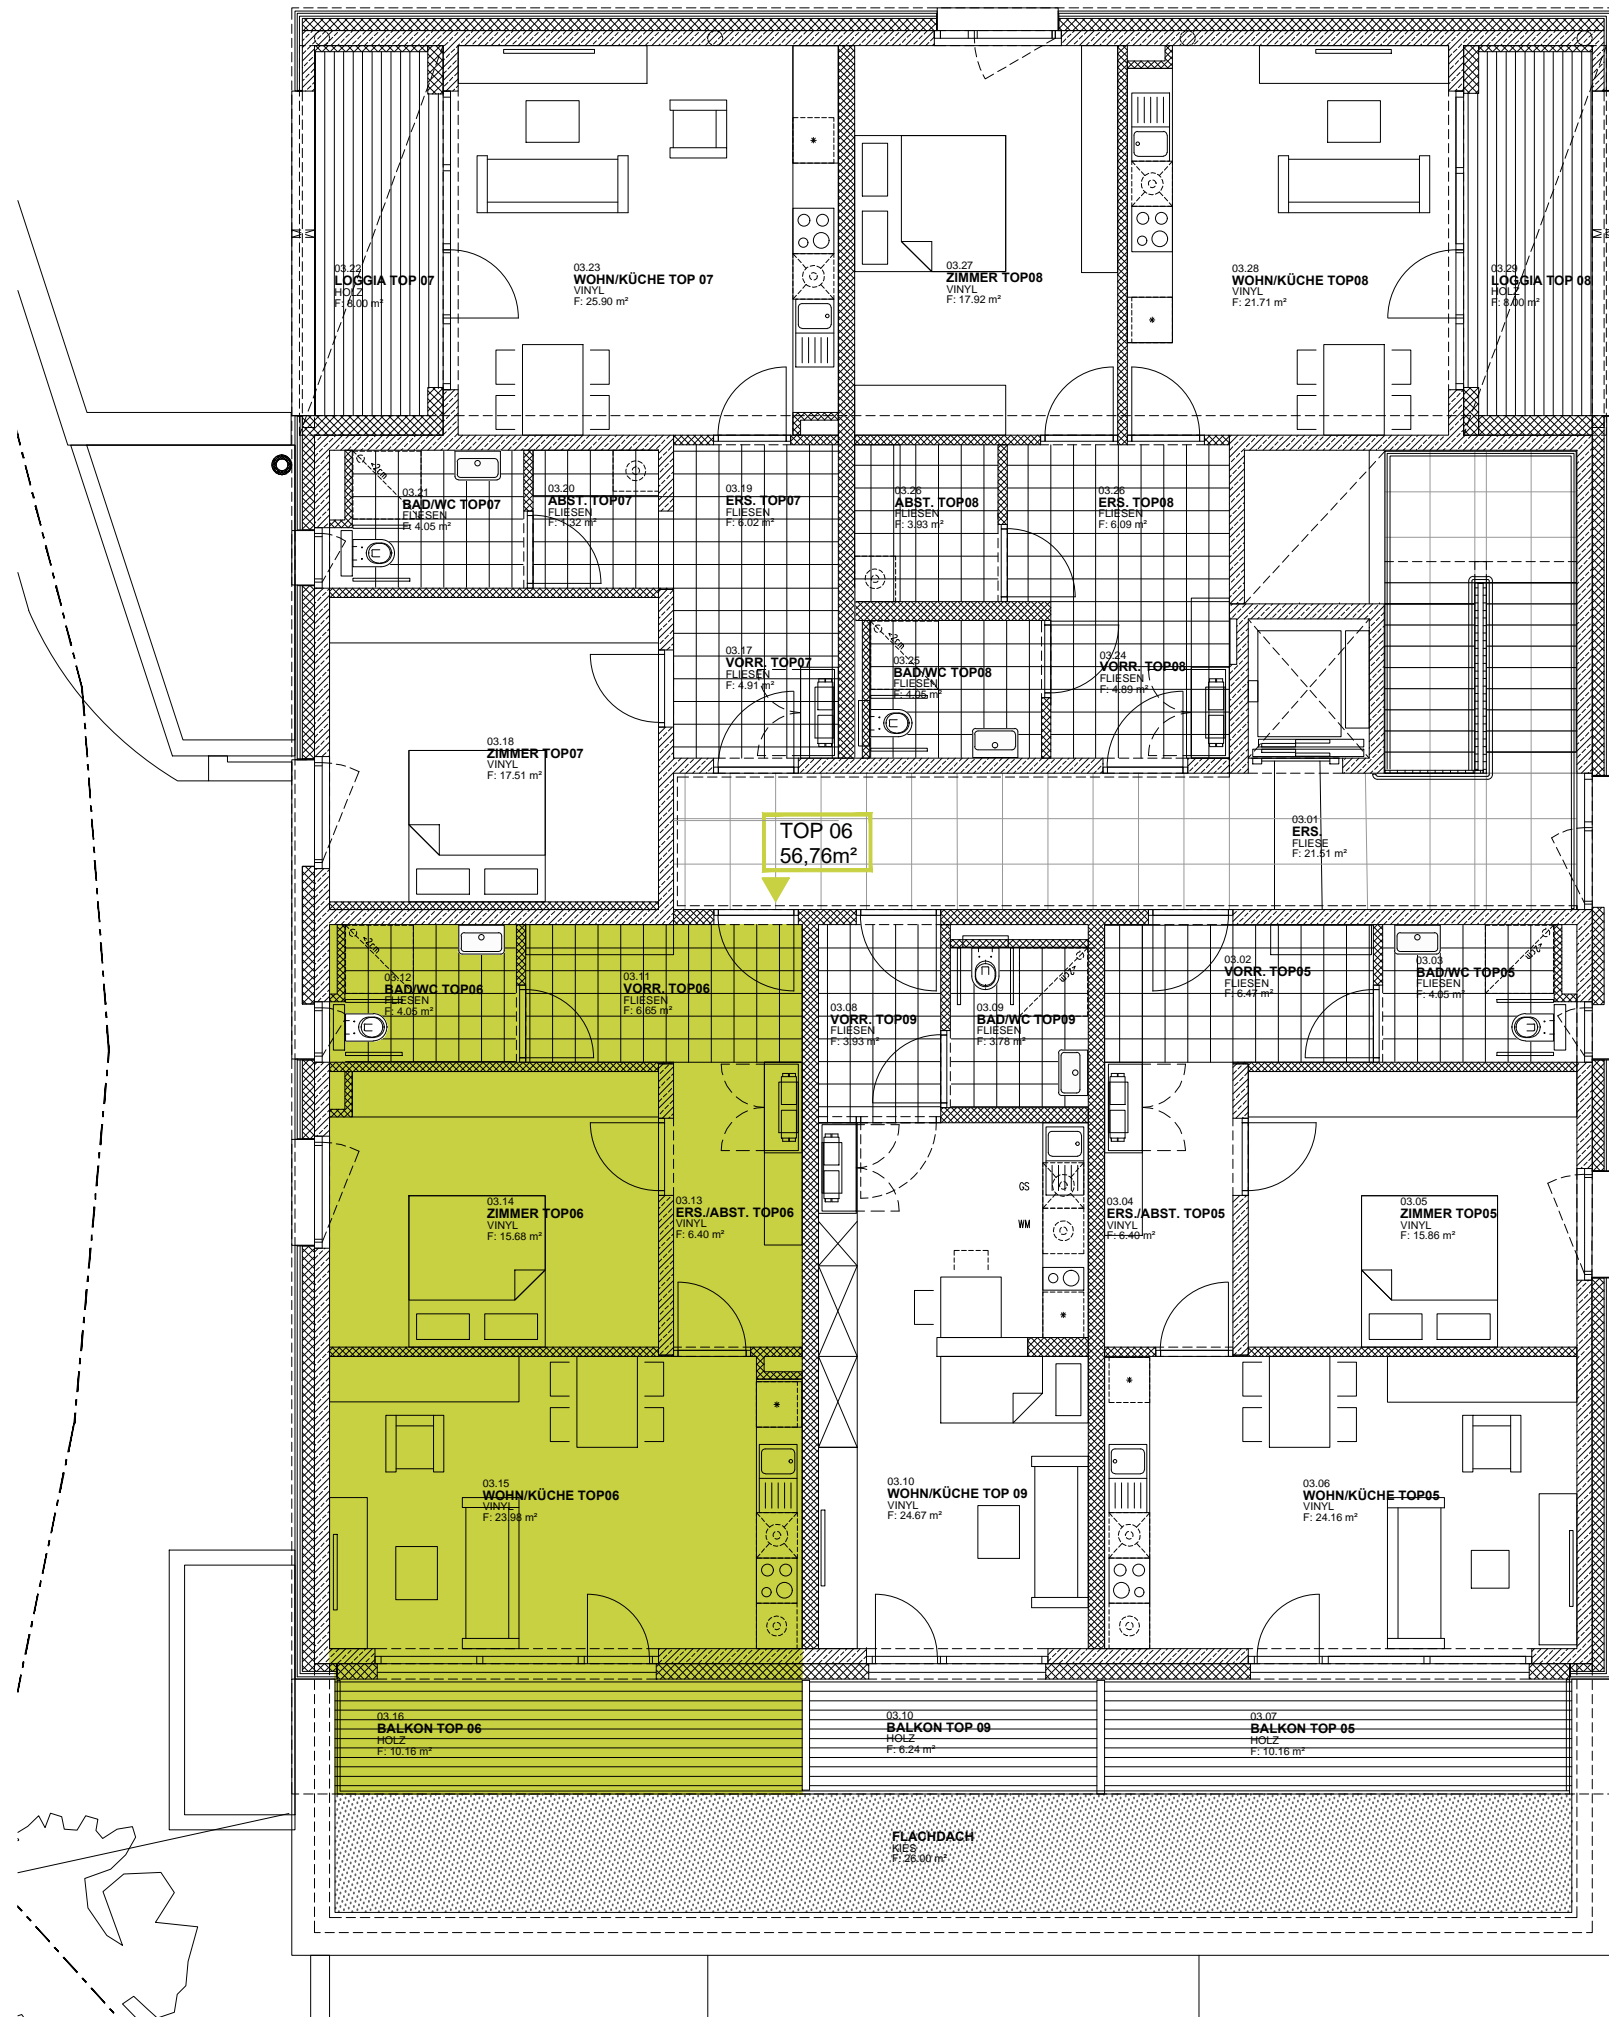 03.22
LOGGIA TOP 07
HOLZ
F: 8.00 m²
03.23
WOHN/KÜCHE TOP 07
VINYL
F: 25.90 m²
03.27
ZIMMER TOP08
VINYL
F: 17.92 m²
03.28
WOHN/KÜCHE TOP08
VINYL
F: 21.71 m²
03.29
LOGGIA TOP 08
HOLZ
F: 8.00 m²
M
M
03.21
BAD/WC TOP07
FLIESEN
F: 4.05 m²
03.20
ABST. TOP07
FLIESEN
F: 1.32 m²
03.19
ERS. TOP07
FLIESEN
F: 6.02 m²
03.26
ABST. TOP08
FLIESEN
F: 3.93 m²
03.26
ERS. TOP08
FLIESEN
F: 6.09 m²
03.17
VORR. TOP07
FLIESEN
F: 4.91 m²
03.25
BAD/WC TOP08
FLIESEN
F: 4.05 m²
03.24
VORR. TOP08
FLIESEN
F: 4.89 m²
03.18
ZIMMER TOP07
VINYL
F: 17.51 m²
TOP 06
56,76m²
03.01
ERS.
FLIESE
F: 21.51 m²
03.12
BAD/WC TOP06
FLIESEN
F: 4.05 m²
03.11
VORR. TOP06
FLIESEN
F: 6.65 m²
03.08
VORR. TOP09
FLIESEN
F: 3.93 m²
03.09
BAD/WC TOP09
FLIESEN
F: 3.78 m²
03.02
VORR. TOP05
FLIESEN
F: 6.47 m²
03.03
BAD/WC TOP05
FLIESEN
F: 4.05 m²
03.14
ZIMMER TOP06
VINYL
F: 15.68 m²
03.13
ERS./ABST. TOP06
VINYL
F: 6.40 m²
GS
WM
03.04
ERS./ABST. TOP05
VINYL
F: 6.40 m²
03.05
ZIMMER TOP05
VINYL
F: 15.86 m²
03.15
WOHN/KÜCHE TOP06
VINYL
F: 23.98 m²
03.10
WOHN/KÜCHE TOP 09
VINYL
F: 24.67 m²
03.06
WOHN/KÜCHE TOP05
VINYL
F: 24.16 m²
03.16
BALKON TOP 06
HOLZ
F: 10.16 m²
03.10
BALKON TOP 09
HOLZ
F: 6.24 m²
03.07
BALKON TOP 05
HOLZ
F: 10.16 m²
FLACHDACH
KIES
F: 26.00 m²